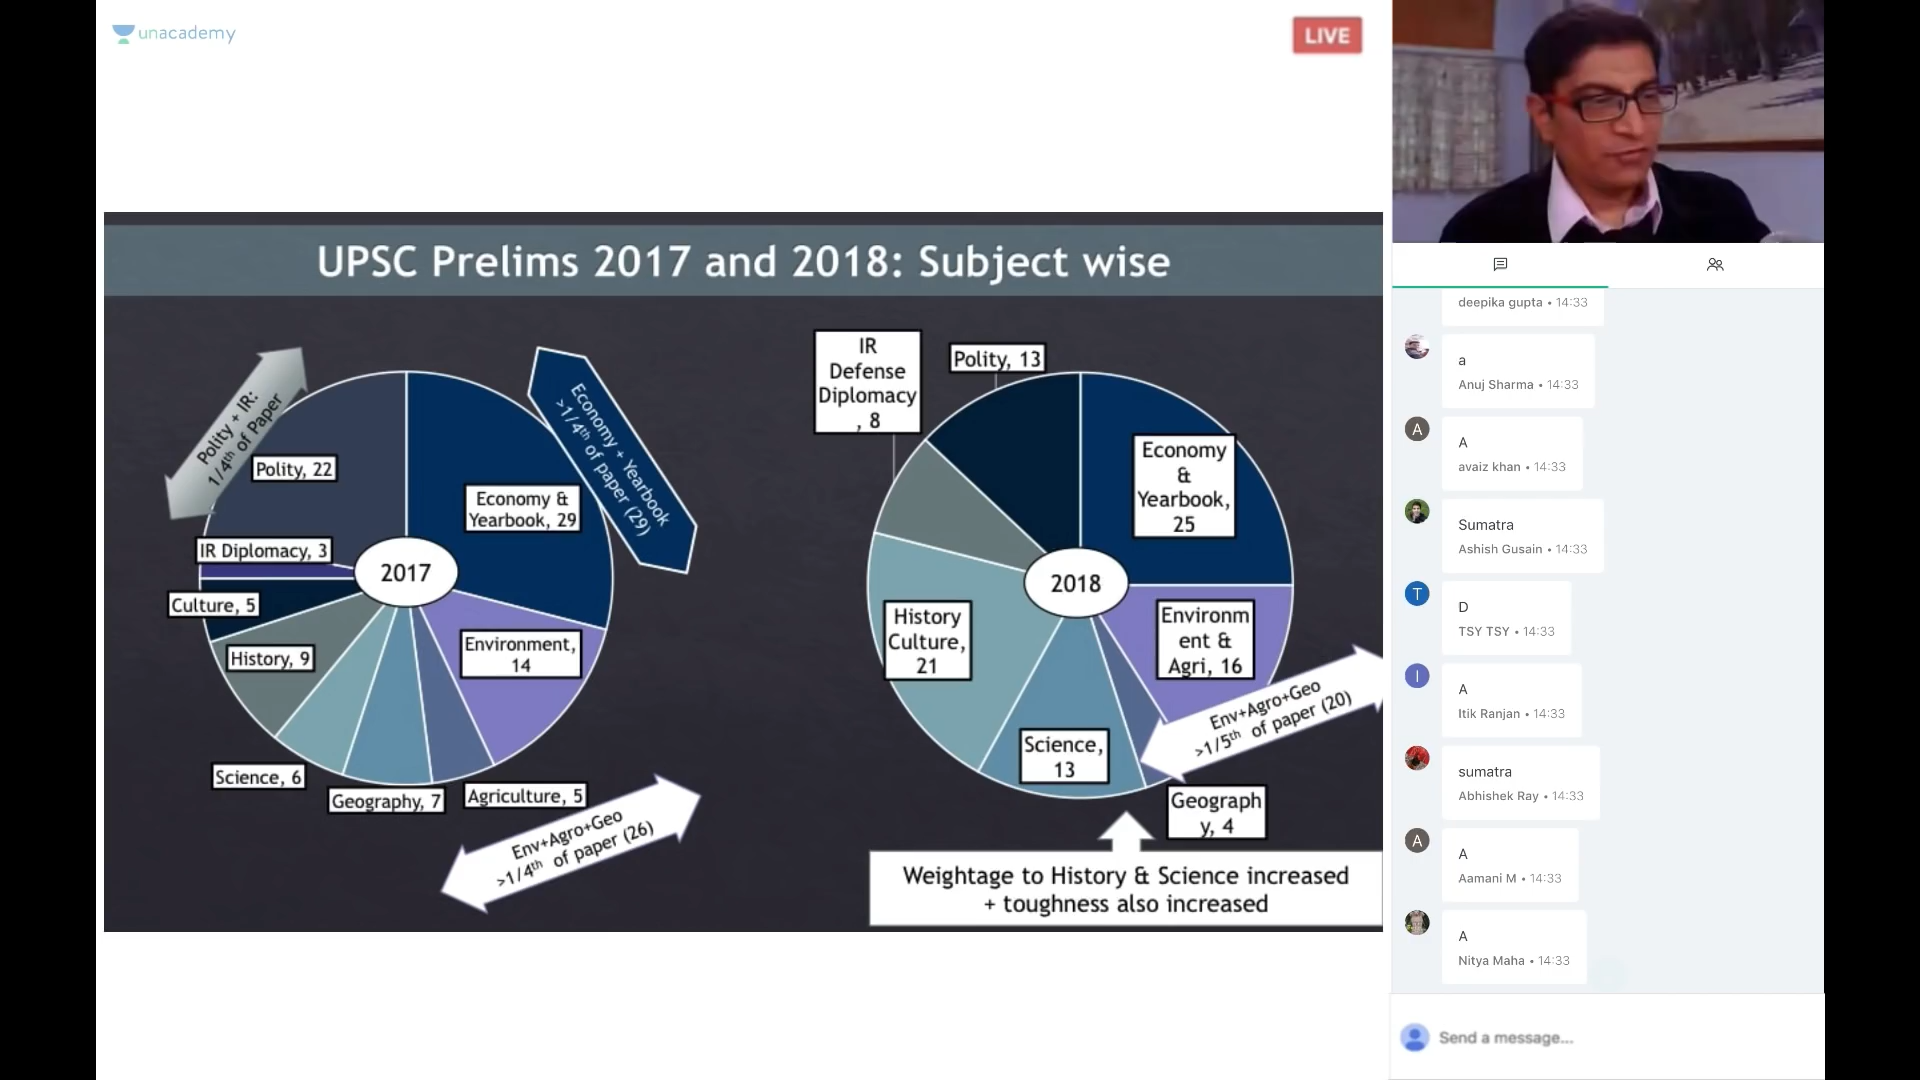 unacademy
LIVE
UPSC Prelims 2017 and 2018: Subject wise
Polity + IR:
1/4th of Paper
Economy + Yearbook
>1/4th of paper (29)
Polity, 22
Economy &
Yearbook, 29
IR Diplomacy, 3
2017
Culture, 5
History, 9
Environment,
14
Science, 6
Geography, 7
Agriculture, 5
Env+Agro+Geo
>1/4th of paper (26)
IR
Defense
Diplomacy
, 8
Polity, 13
Economy
&
Yearbook,
25
2018
History
Culture,
21
Environm
ent &
Agri, 16
Science,
13
Env+Agro+Geo
>1/5th of paper (20)
Geograph
y, 4
Weightage to History & Science increased
+ toughness also increased
deepika gupta • 14:33
a
Anuj Sharma • 14:33
A
A
avaiz khan • 14:33
Sumatra
Ashish Gusain • 14:33
T
D
TSY TSY • 14:33
I
A
Itik Ranjan • 14:33
sumatra
Abhishek Ray • 14:33
A
A
Aamani M • 14:33
A
Nitya Maha • 14:33
Send a message...